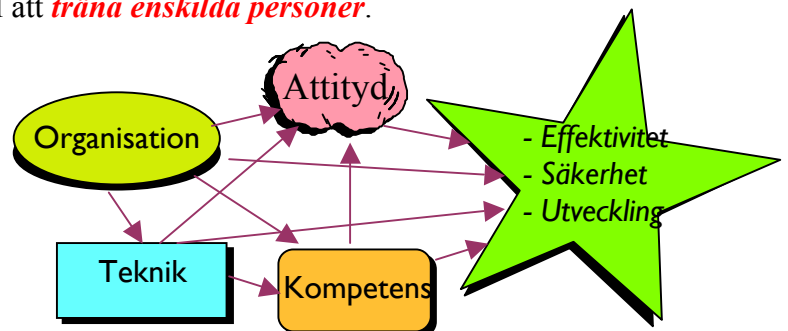 att träna enskilda personer.
Attityd
Organisation
- Effektivitet
- Säkerhet
- Utveckling
Teknik
Kompetens